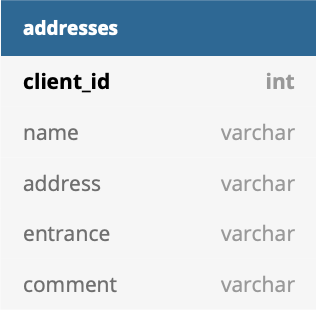 addresses
client_id int
name varchar
address varchar
entrance varchar
comment varchar